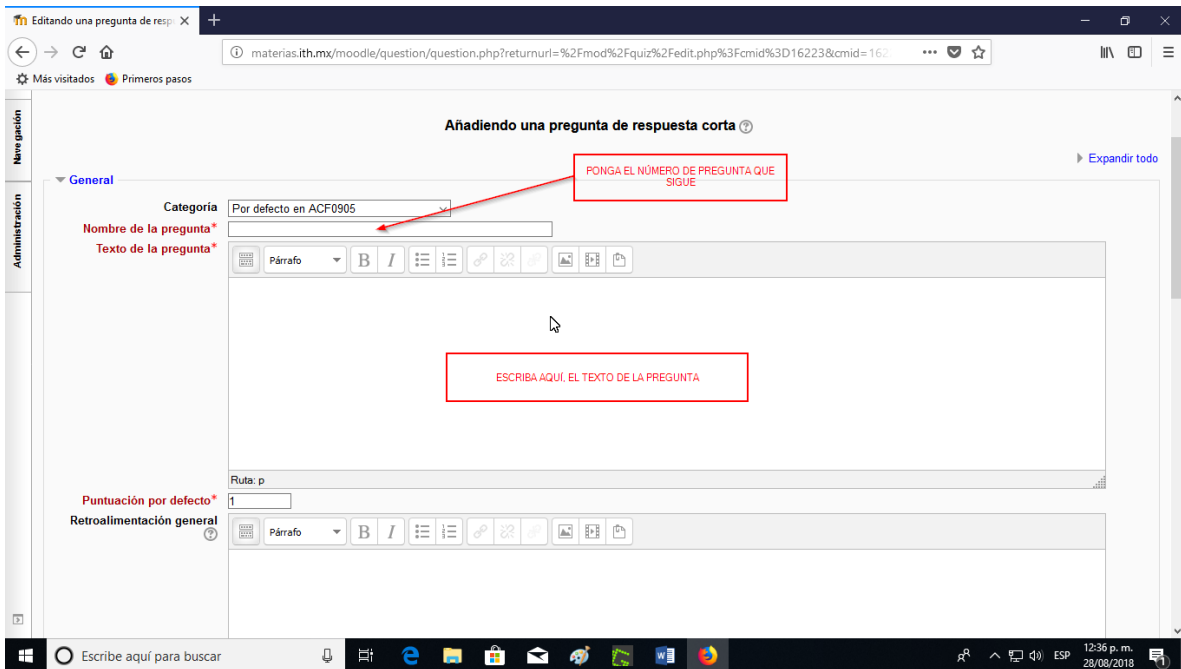 Editando una pregunta de resp
materias.ith.mx/moodle/question/question.php?returnurl=%2Fmod%2Fquiz%2Fedit.php%3Fcmid%3D16223&cmid=162
Más visitados Primeros pasos
Navegación
Administración
Añadiendo una pregunta de respuesta corta
Expandir todo
PONGA EL NÚMERO DE PREGUNTA QUE
SIGUE
General
Categoría Por defecto en ACF0905
Nombre de la pregunta*
Texto de la pregunta*
Párrafo B I
ESCRIBA AQUÍ, EL TEXTO DE LA PREGUNTA
Ruta: p
Puntuación por defecto* 1
Retroalimentación general
Párrafo B I
Escribe aquí para buscar
ESP
12:36 p. m.
28/08/2018